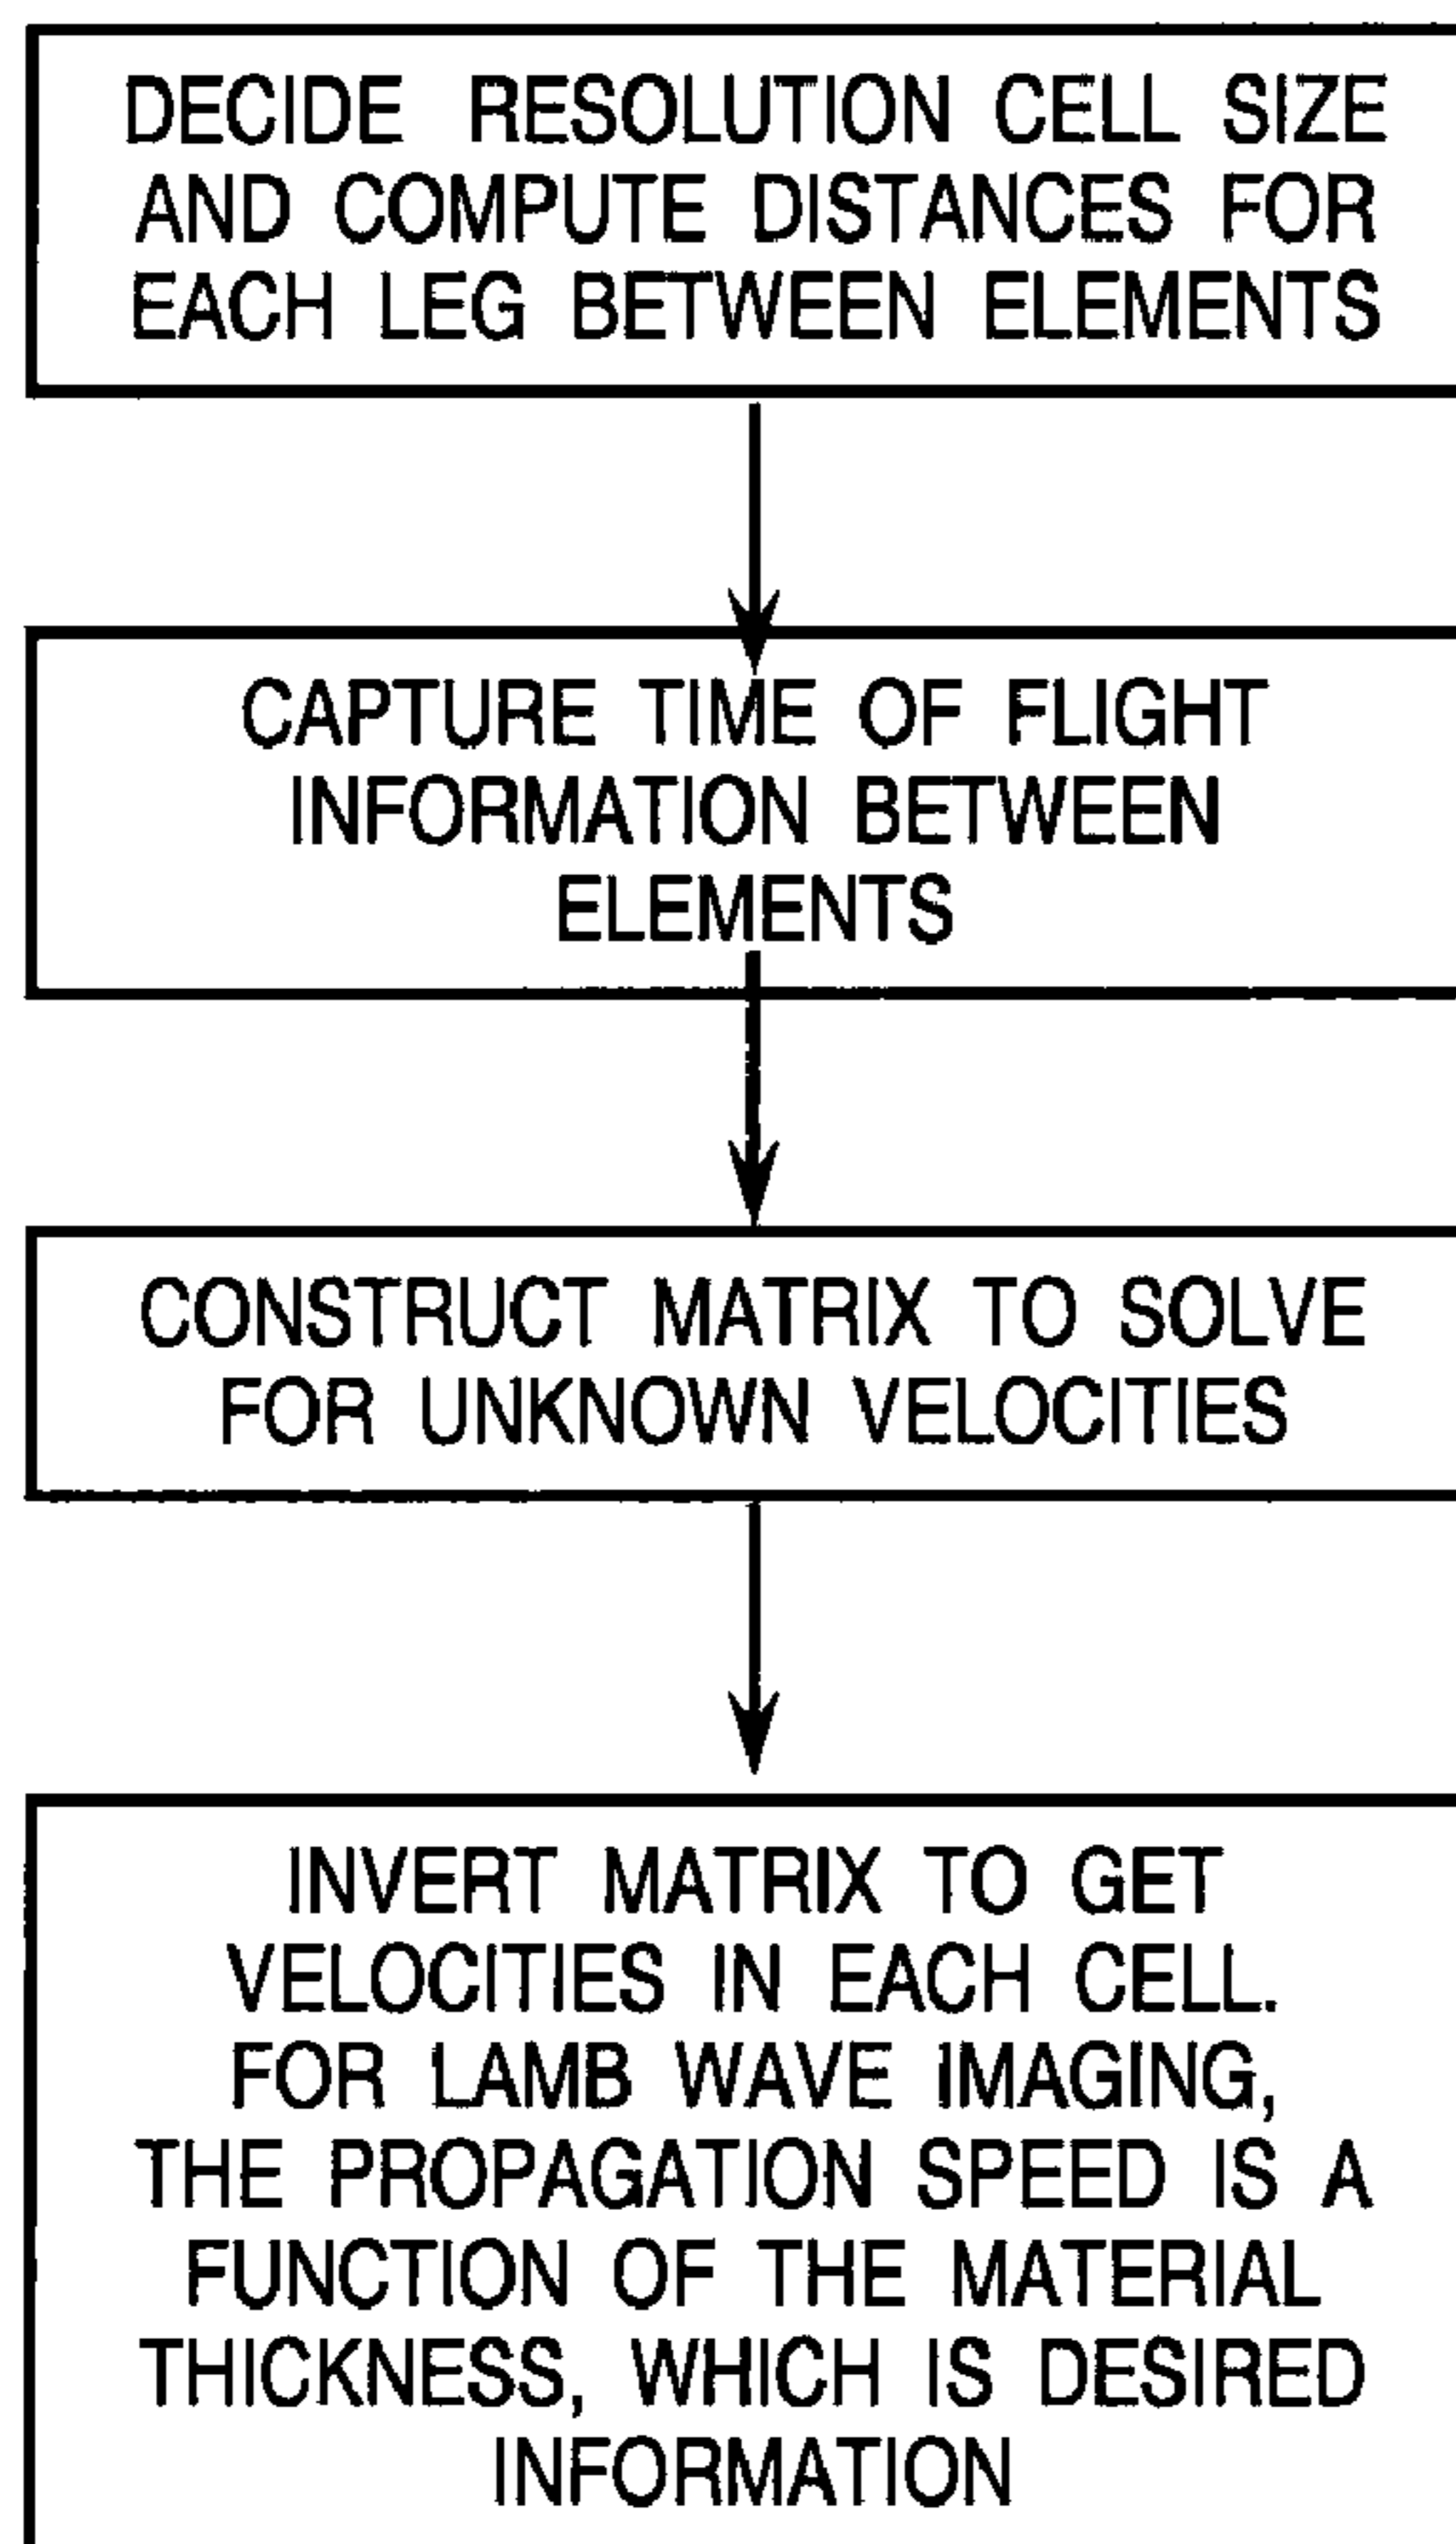 DECIDE RESOLUTION CELL SIZE
AND COMPUTE DISTANCES FOR
EACH LEG BETWEEN ELEMENTS
CAPTURE TIME OF FLIGHT
INFORMATION BETWEEN
ELEMENTS
CONSTRUCT MATRIX TO SOLVE
FOR UNKNOWN VELOCITIES
INVERT MATRIX TO GET
VELOCITIES IN EACH CELL.
FOR LAMB WAVE IMAGING,
THE PROPAGATION SPEED IS A
FUNCTION OF THE MATERIAL
THICKNESS, WHICH IS DESIRED
INFORMATION